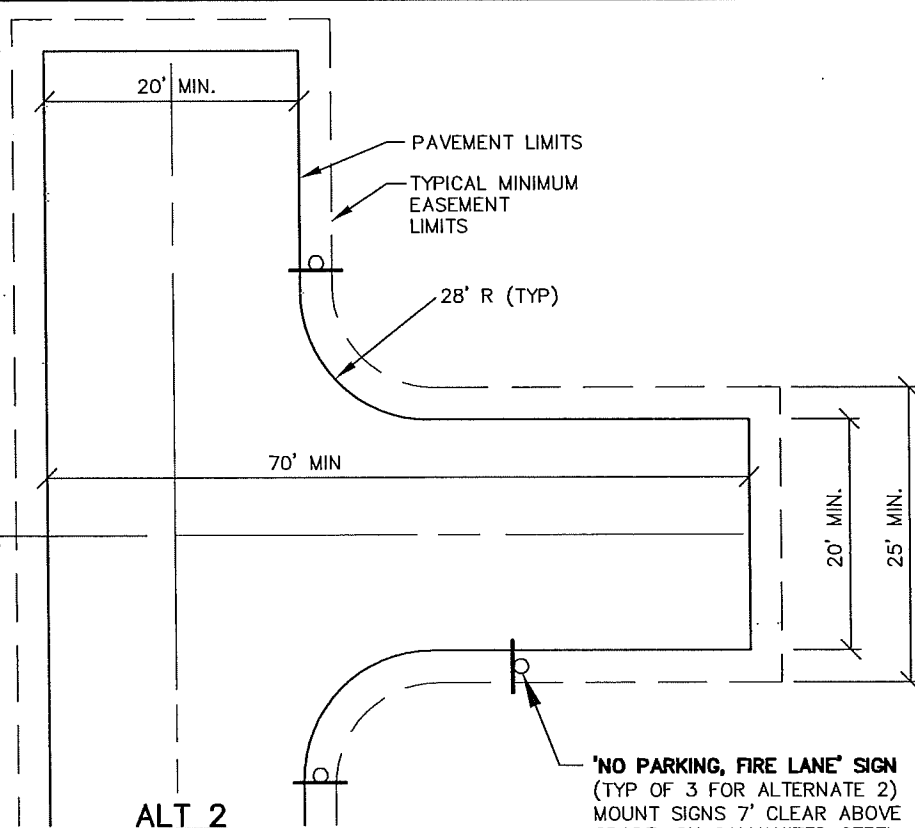 20' MIN.
PAVEMENT LIMITS
TYPICAL MINIMUM
EASEMENT
LIMITS
28' R (TYP)
70' MIN
20' MIN.
25' MIN.
'NO PARKING, FIRE LANE' SIGN
(TYP OF 3 FOR ALTERNATE 2)
MOUNT SIGNS 7' CLEAR ABOVE
ALT 2